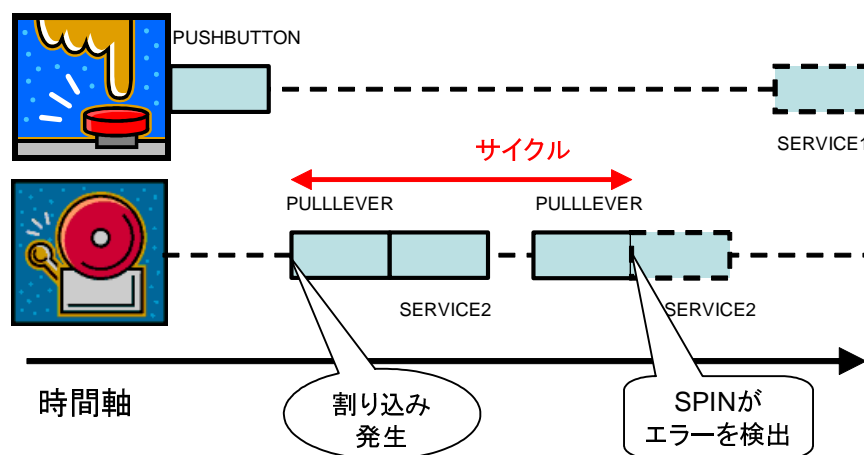 PUSHBUTTON
サイクル
SERVICE1
PULLLEVER
PULLLEVER
SERVICE2
SERVICE2
時間軸
割り込み
発生
SPINが
エラーを検出